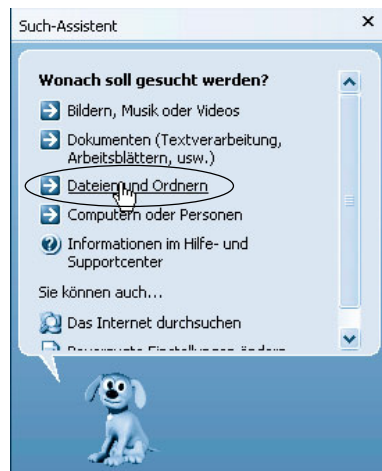 Such-Assistent
Wonach soll gesucht werden?
Bildern, Musik oder Videos
Dokumenten (Textverarbeitung,
Arbeitsblättern, usw.)
Dateien und Ordnern
Computern oder Personen
Informationen im Hilfe- und
Supportcenter
Sie können auch...
Das Internet durchsuchen